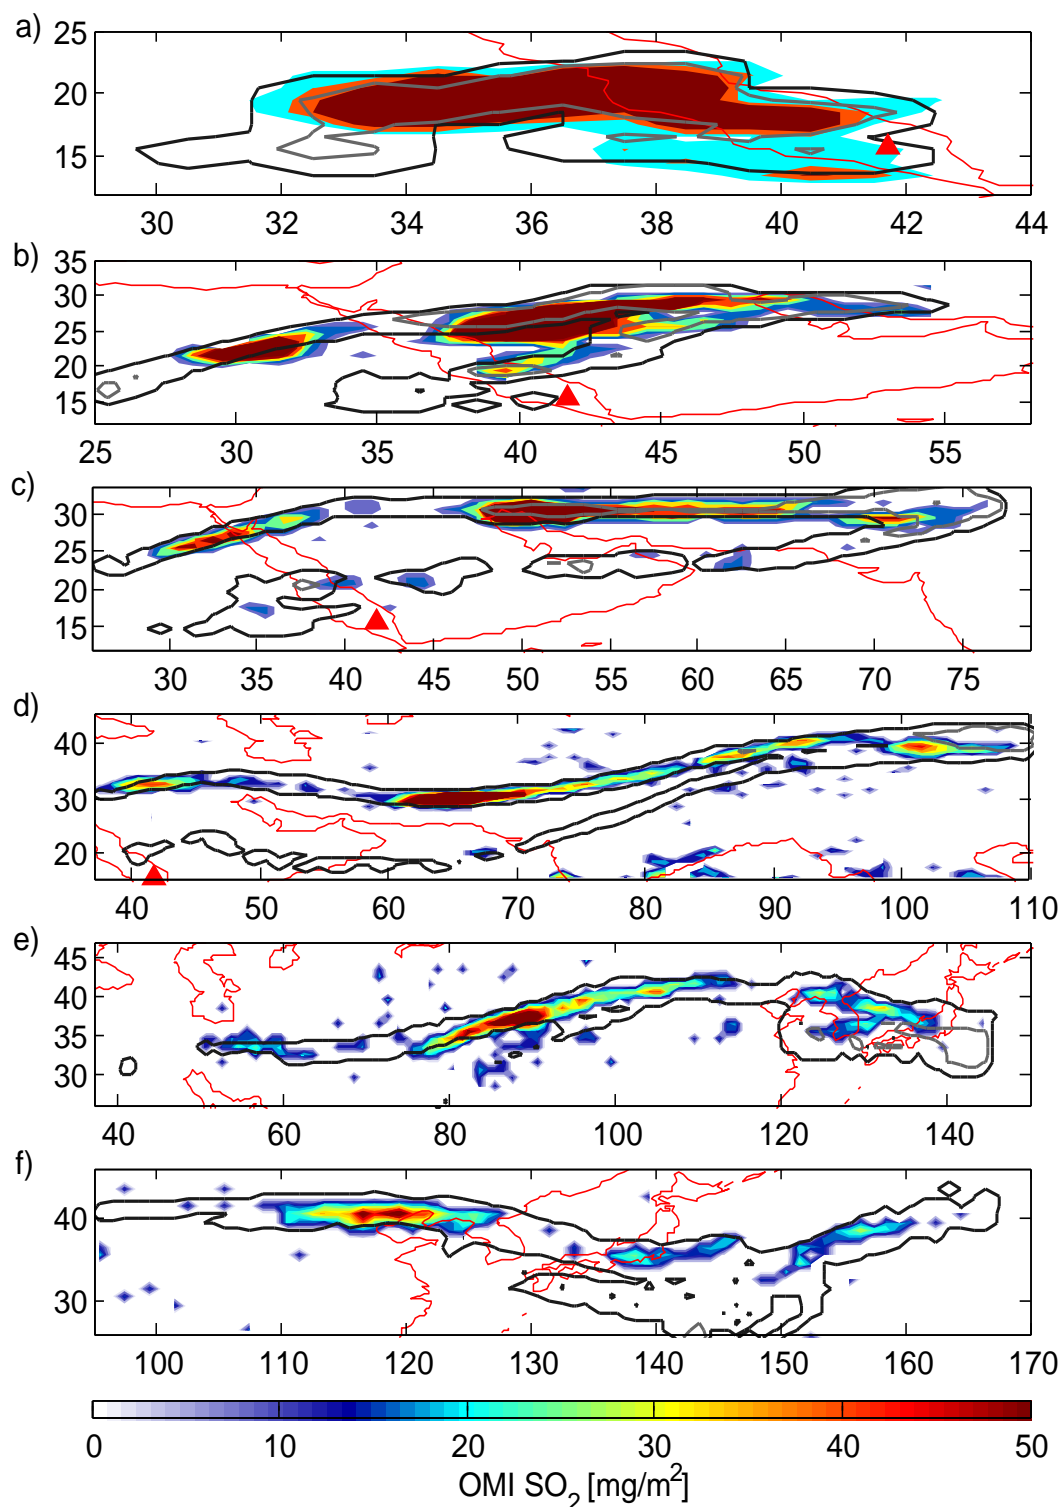 a)
25
20
15
30 32 34 36 38 40 42 44
b)
35
30
25
20
15
25 30 35 40 45 50 55
c)
30
25
20
15
30 35 40 45 50 55 60 65 70 75
d)
40
30
20
40 50 60 70 80 90 100 110
e)
45
40
35
30
40 60 80 100 120 140
f)
40
30
100 110 120 130 140 150 160 170
0 10 20 30 40 50
OMI SO2 [mg/m2]